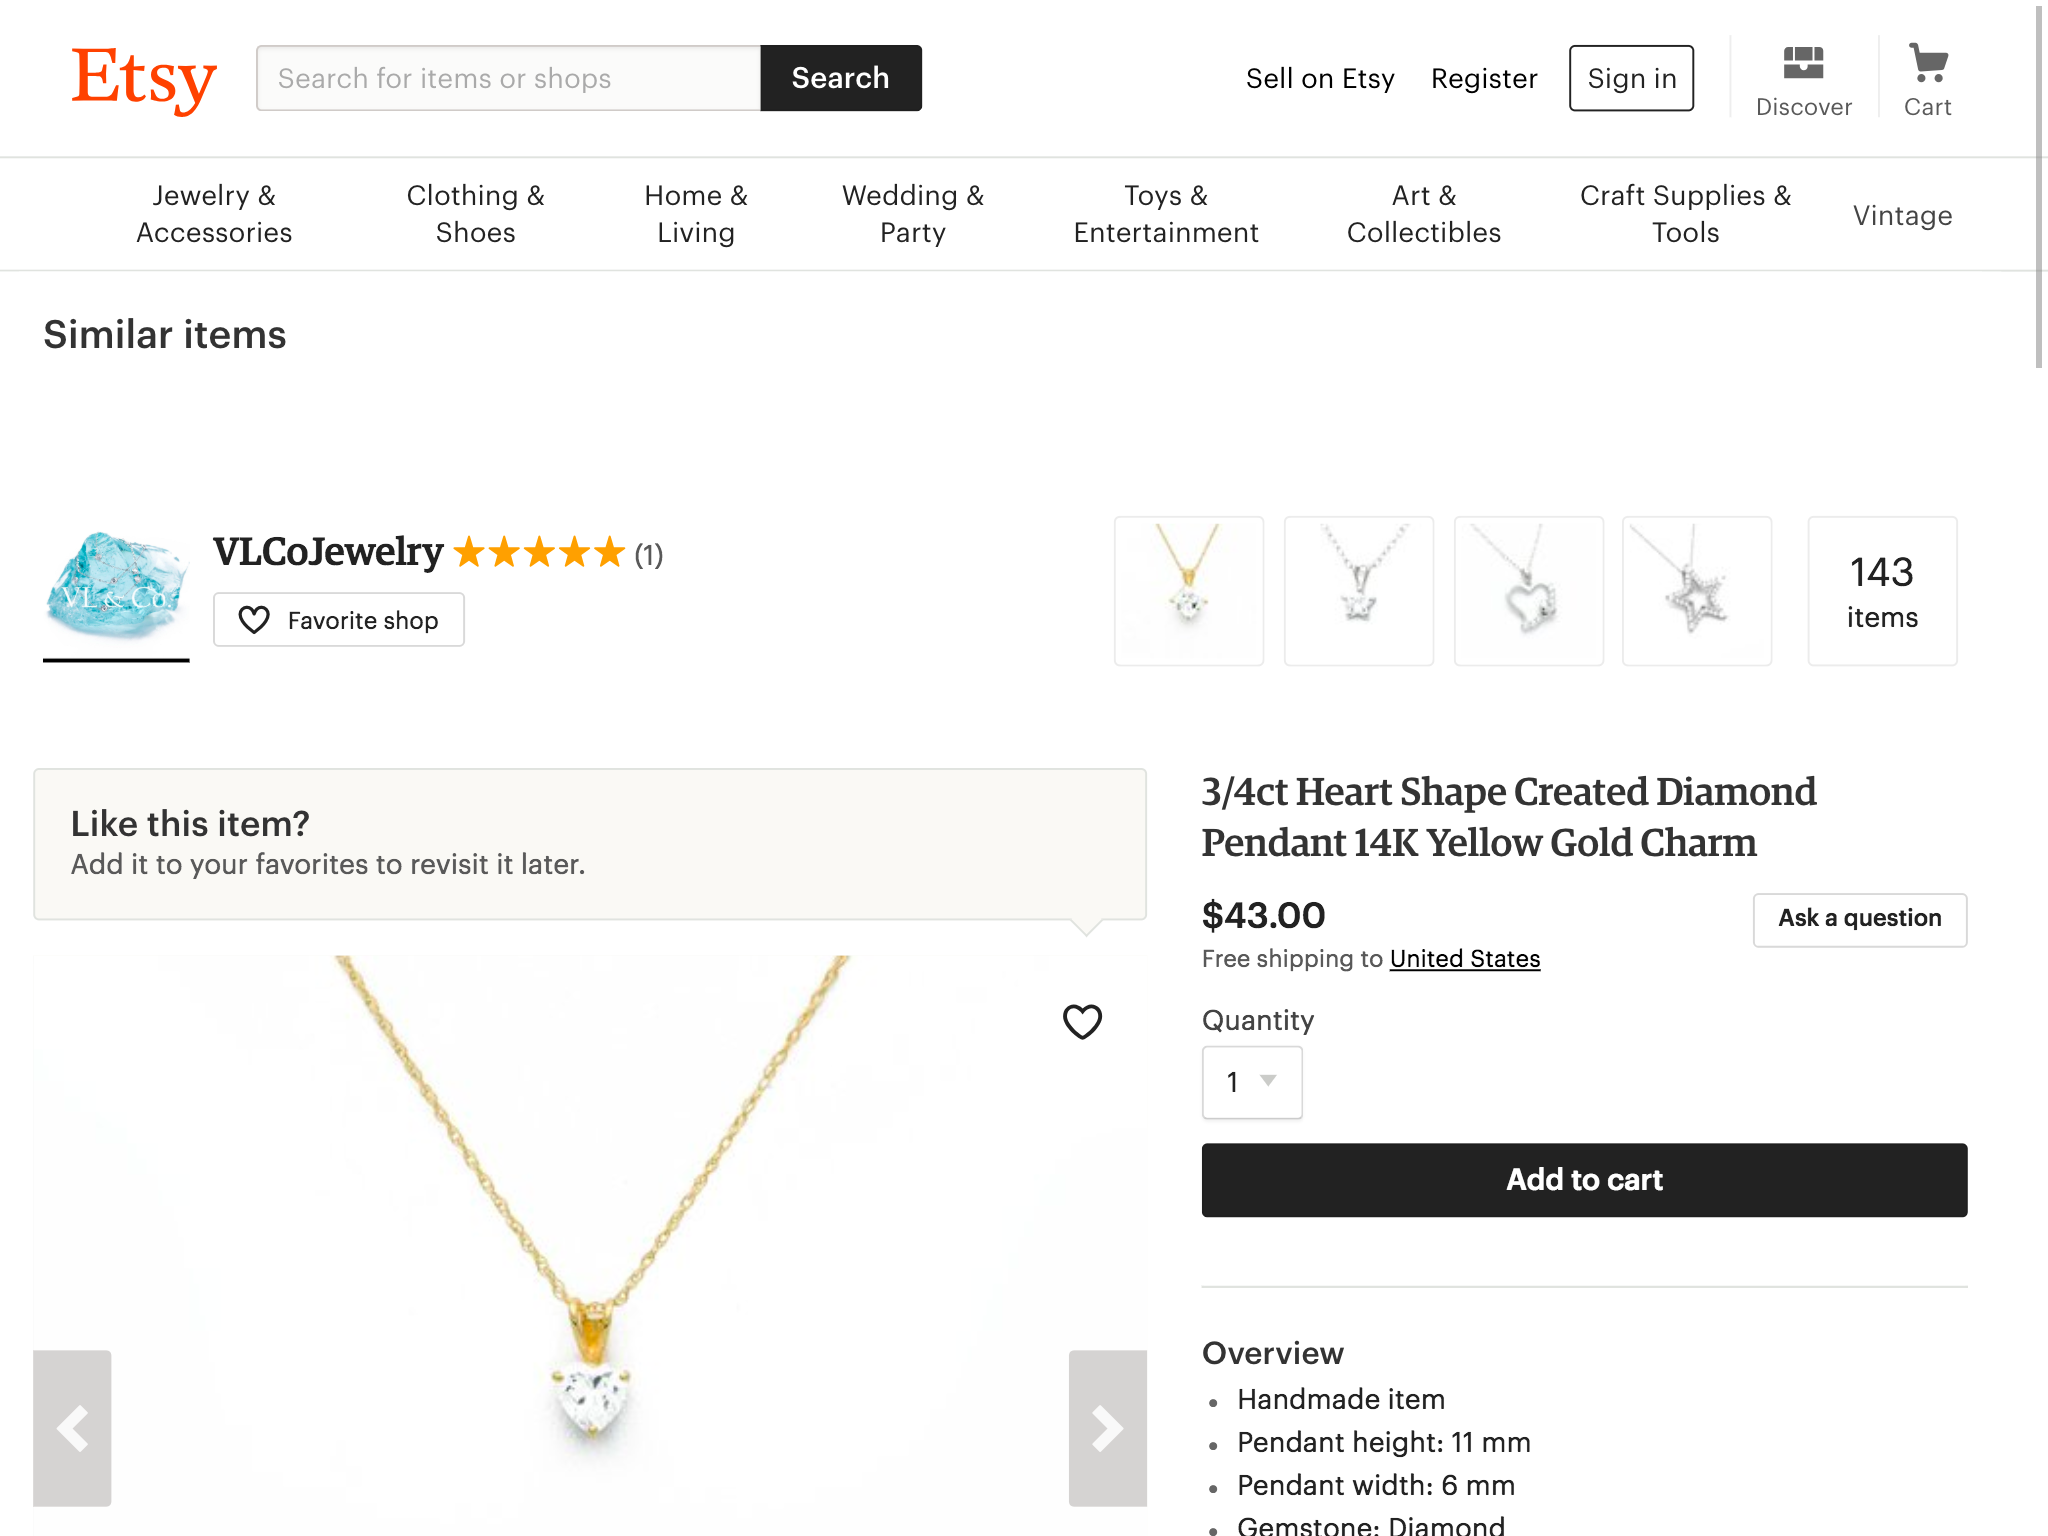 Etsy
Search for items or shops
Search
Sell on Etsy
Register
Sign in
Discover
Cart
Jewelry &
Accessories
Clothing &
Shoes
Home &
Living
Wedding &
Party
Toys &
Entertainment
Art &
Collectibles
Craft Supplies &
Tools
Vintage
Similar items
VL & Co.
VLCoJewelry (1)
Favorite shop
143
items
Like this item?
Add it to your favorites to revisit it later.
3/4ct Heart Shape Created Diamond
Pendant 14K Yellow Gold Charm
$43.00
Ask a question
Free shipping to United States
Quantity
1
Add to cart
Overview
• Handmade item
• Pendant height: 11 mm
• Pendant width: 6 mm
• Gemstone: Diamond